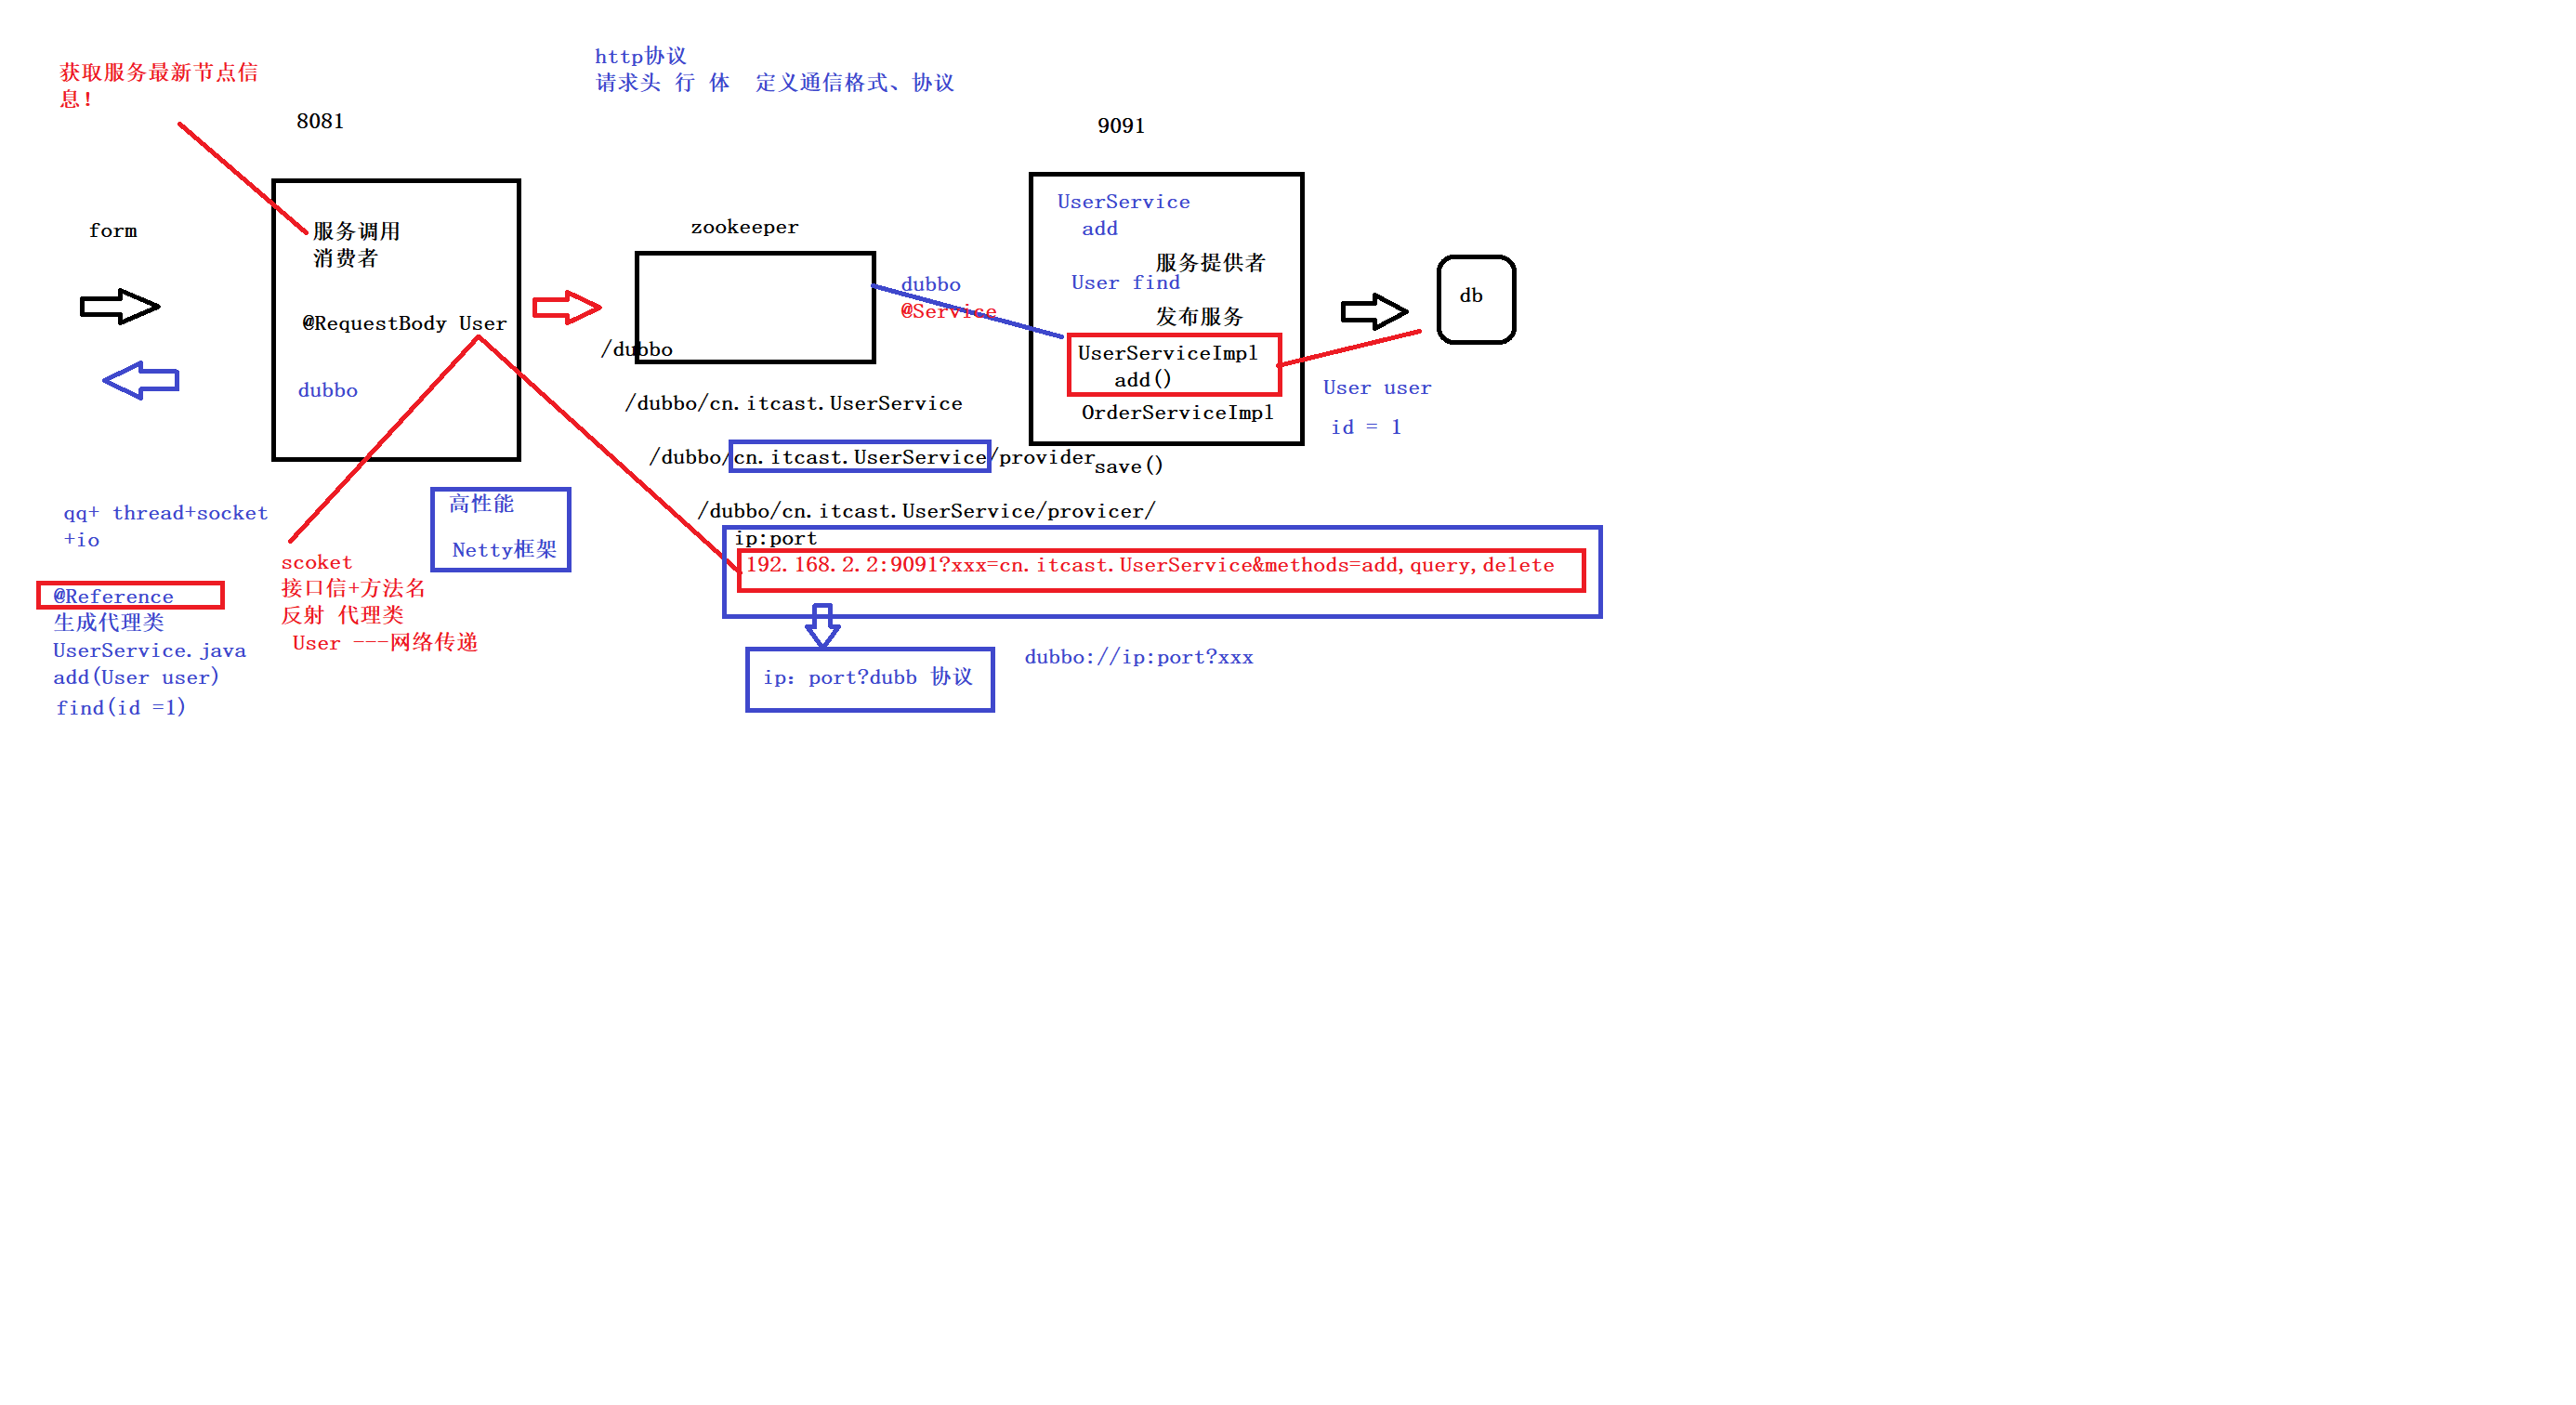 获取服务最新节点信
息！
http协议
请求头 行 体  定义通信格式、协议
8081
9091
form
服务调用
消费者
@RequestBody User
dubbo
zookeeper
/dubbo
dubbo
@Service
UserService
add
服务提供者
User find
发布服务
UserServiceImpl
add()
OrderServiceImpl
save()
db
User user
id = 1
/dubbo/cn.itcast.UserService
/dubbo/cn.itcast.UserService/provider
/dubbo/cn.itcast.UserService/provicer/
ip:port
192.168.2.2:9091?xxx=cn.itcast.UserService&methods=add,query,delete
ip：port?dubb 协议
dubbo://ip:port?xxx
qq+ thread+socket
+io
高性能
Netty框架
scoket
接口信+方法名
反射 代理类
User ---网络传递
@Reference
生成代理类
UserService.java
add(User user)
find(id =1)